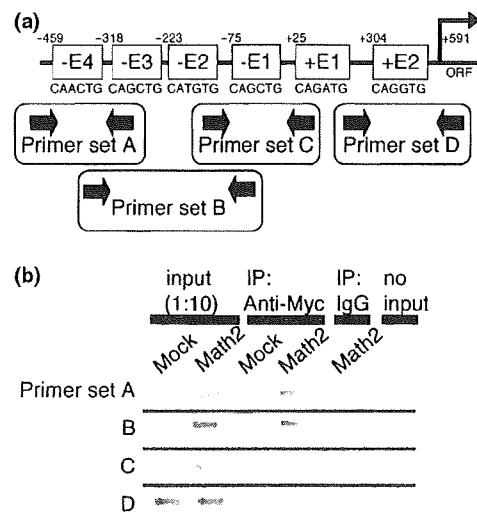 (a)
-459 -318 -223 -75 +25 +304 +591
-E4 -E3 -E2 -E1 +E1 +E2
ORF
CAACTG CAGCTG CATGTG CAGCTG CAGATG CAGGTG
Primer set A Primer set C Primer set D
Primer set B
(b)
input IP: IP: no
(1:10) Anti-Myc IgG input
Mock Math2 Mock Math2 Math2
Primer set A
B
C
D